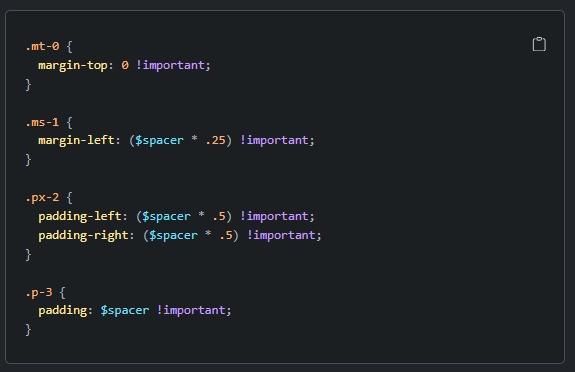 .mt-0 {
  margin-top: 0 !important;
}
.ms-1 {
  margin-left: ($spacer * .25) !important;
}
.px-2 {
  padding-left: ($spacer * .5) !important;
  padding-right: ($spacer * .5) !important;
}
.p-3 {
  padding: $spacer !important;
}